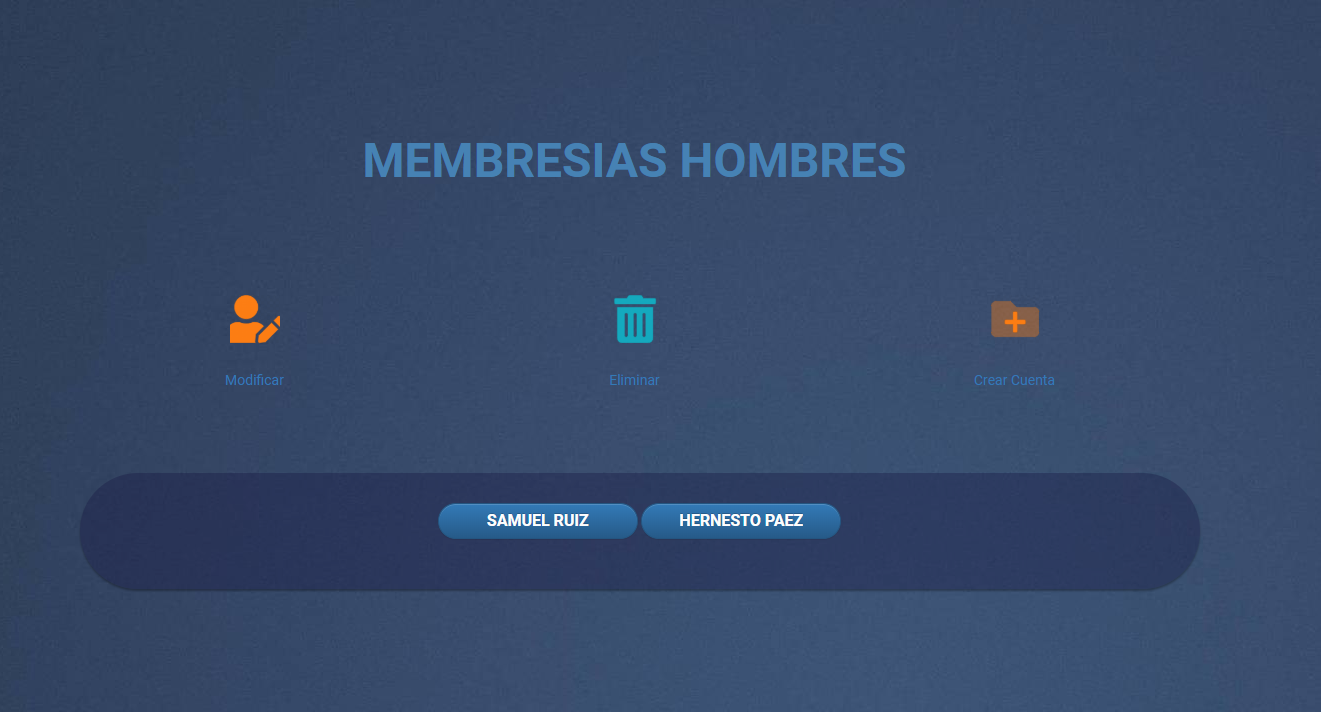 MEMBRESIAS HOMBRES
Modificar
Eliminar
Crear Cuenta
SAMUEL RUIZ
HERNESTO PAEZ